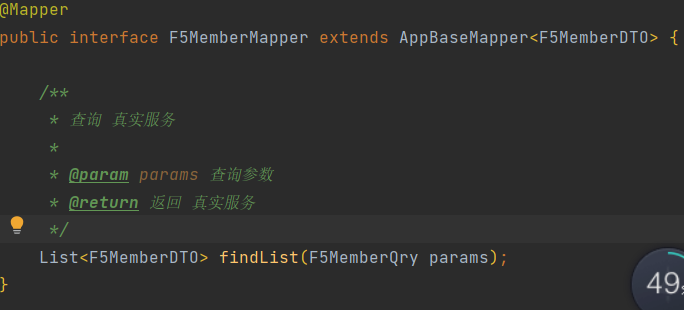 @Mapper
public interface F5MemberMapper extends AppBaseMapper<F5MemberDTO> {
/**
* 查询 真实服务
*
* @param params 查询参数
* @return 返回 真实服务
*/
List<F5MemberDTO> findList(F5MemberQry params);
}
49